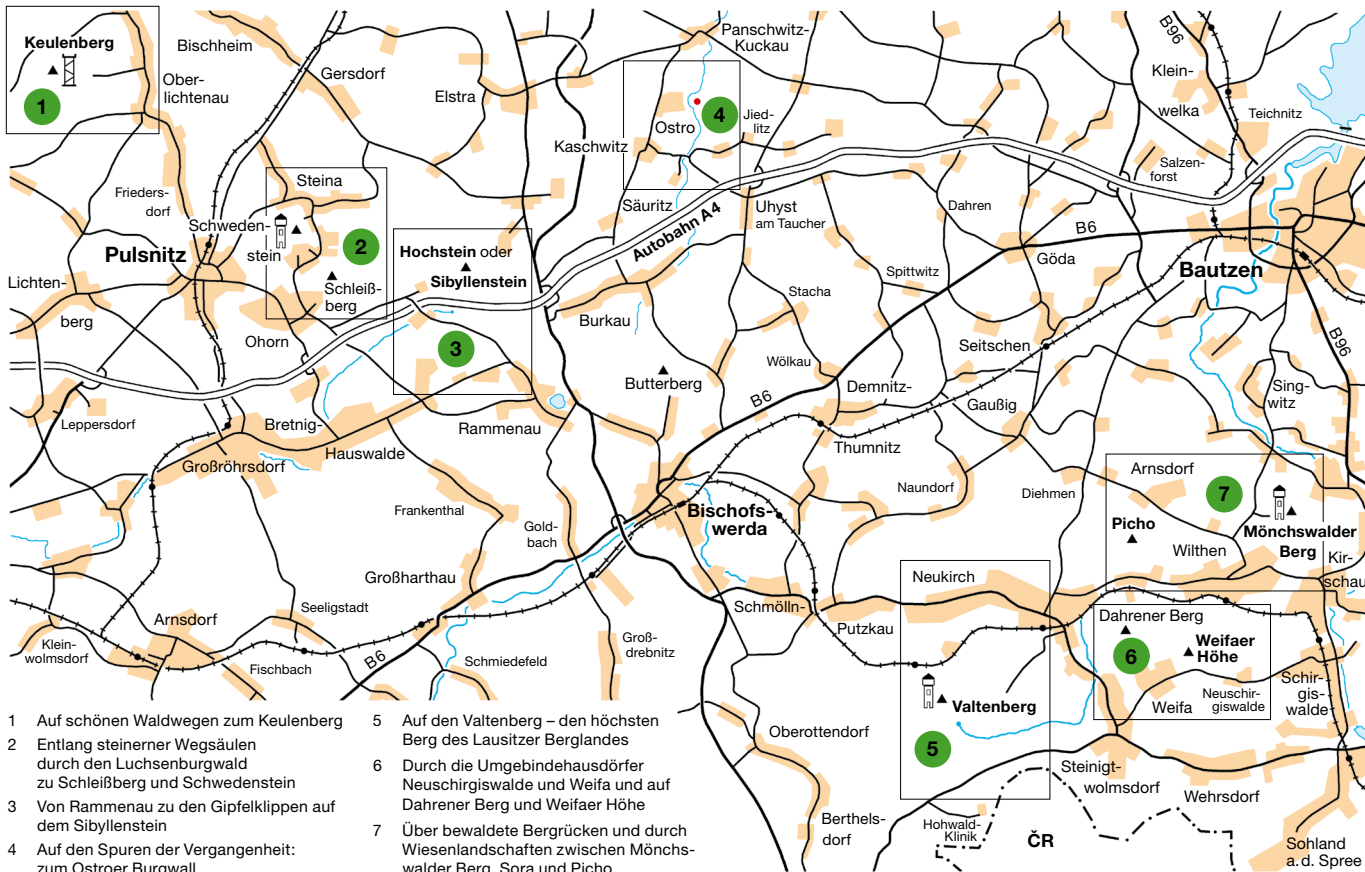 Keulenberg
1
Ober-
lichtenau
Bischheim
Gersdorf
Elstra
Panschwitz-
Kuckau
B96
Klein-
welka
Teichnitz
4
Ostro
Jied-
litz
Kaschwitz
Salzen-
forst
Frieders-
dorf
Steina
Schweden-
stein
2
Schleiß-
berg
Pulsnitz
Säuritz
Uhyst
am Taucher
Dahren
Autobahn A4
B6
Göda
Bautzen
Hochstein oder
Sibyllenstein
3
Lichten-
berg
Ohorn
Burkau
Spittwitz
Stacha
Seitschen
B96
Butterberg
Wölkau
B6
Demnitz-
Thumnitz
Gaußig
Sing-
witz
Leppersdorf
Bretnig-
Hauswalde
Rammenau
Großröhrsdorf
Frankenthal
Gold-
bach
Bischofs-
werda
Naundorf
Diehmen
Arnsdorf
7
Picho
Mönchswalder
Berg
Wilthen
Kir-
schau
Großharthau
Neukirch
Schmölln-
Putzkau
Seeligstadt
Arnsdorf
Klein-
wolmsdorf
Fischbach
B6
Schmiedefeld
Groß-
drebnitz
Dahrener Berg
6
Weifaer
Höhe
Weifa
Neuschir-
giswalde
Schir-
gis-
walde
Valtenberg
5
Oberottendorf
Steinigt-
wolmsdorf
Wehrsdorf
Berthels-
dorf
Hohwald-
Klinik
ČR
Sohland
a. d. Spree
1 Auf schönen Waldwegen zum Keulenberg
2 Entlang steinerner Wegsäulen
durch den Luchsenburgwald
zu Schleißberg und Schwedenstein
3 Von Rammenau zu den Gipfelklippen auf
dem Sibyllenstein
4 Auf den Spuren der Vergangenheit:
zum Ostroer Burgwall
5 Auf den Valtenberg – den höchsten
Berg des Lausitzer Berglandes
6 Durch die Umgebindehausdörfer
Neuschirgiswalde und Weifa und auf
Dahrener Berg und Weifaer Höhe
7 Über bewaldete Bergrücken und durch
Wiesenlandschaften zwischen Mönchs-
walder Berg, Sora und Picho